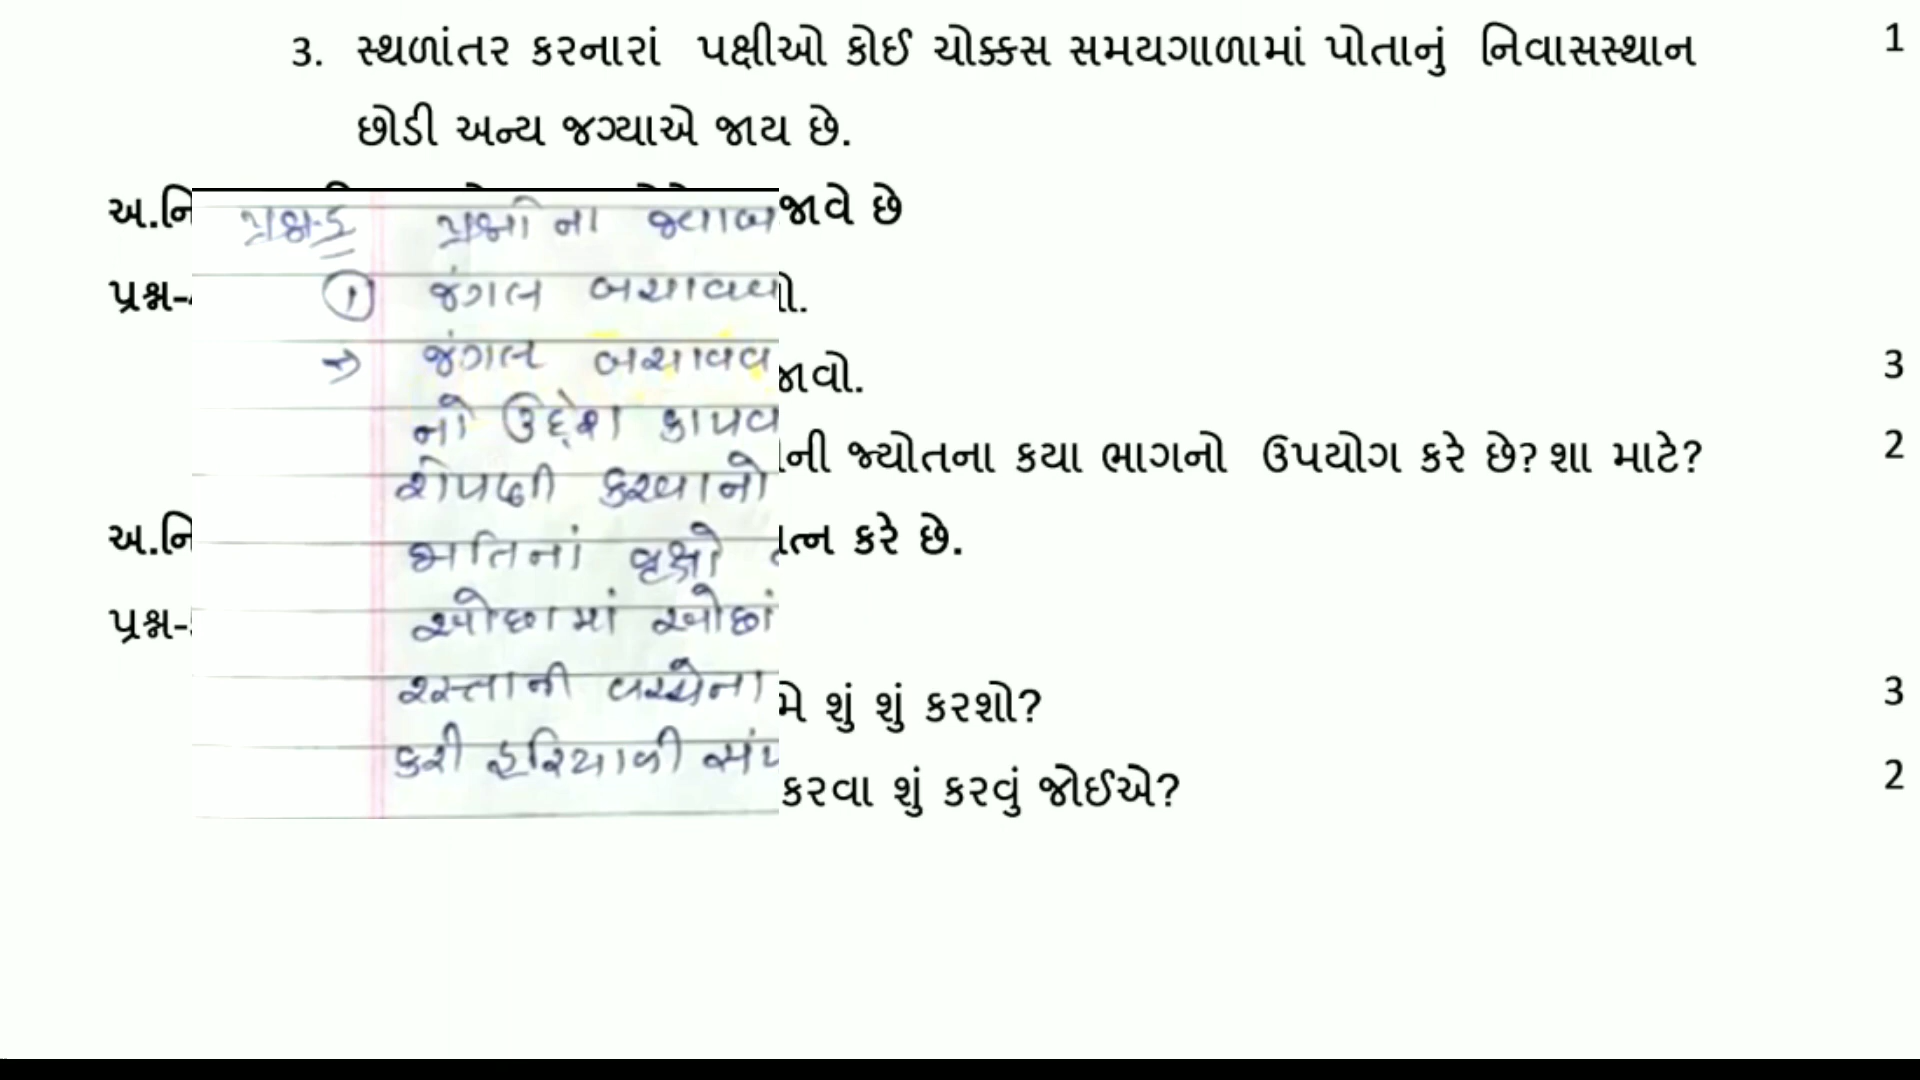 3. સ્થળાંતર કરનારાં પક્ષીઓ કોઈ ચોક્કસ સમયગાળામાં પોતાનું નિવાસસ્થાન 1
છોડી અન્ય જગ્યાએ જાય છે.
અ.નિ જાવે છે
પ્રશ્ન-
જાવો. 3
ની જ્યોતના કયા ભાગનો ઉપયોગ કરે છે? શા માટે? 2
અ.નિ ત્ન કરે છે.
પ્રશ્ન-
મે શું શું કરશો? 3
કરવા શું કરવું જોઈએ? 2
પ્રશ્ન-5 પ્રશ્નોના જવાબ
1 જંગલ બચાવવા
→ જંગલ બચાવવ
નો ઉદ્દેશ કાપવ
રોપણી કરવાનો
જાતિનાં વૃક્ષો
ઓછામાં ઓછાં
રસ્તાની વચ્ચેના
કરી હરિયાળી